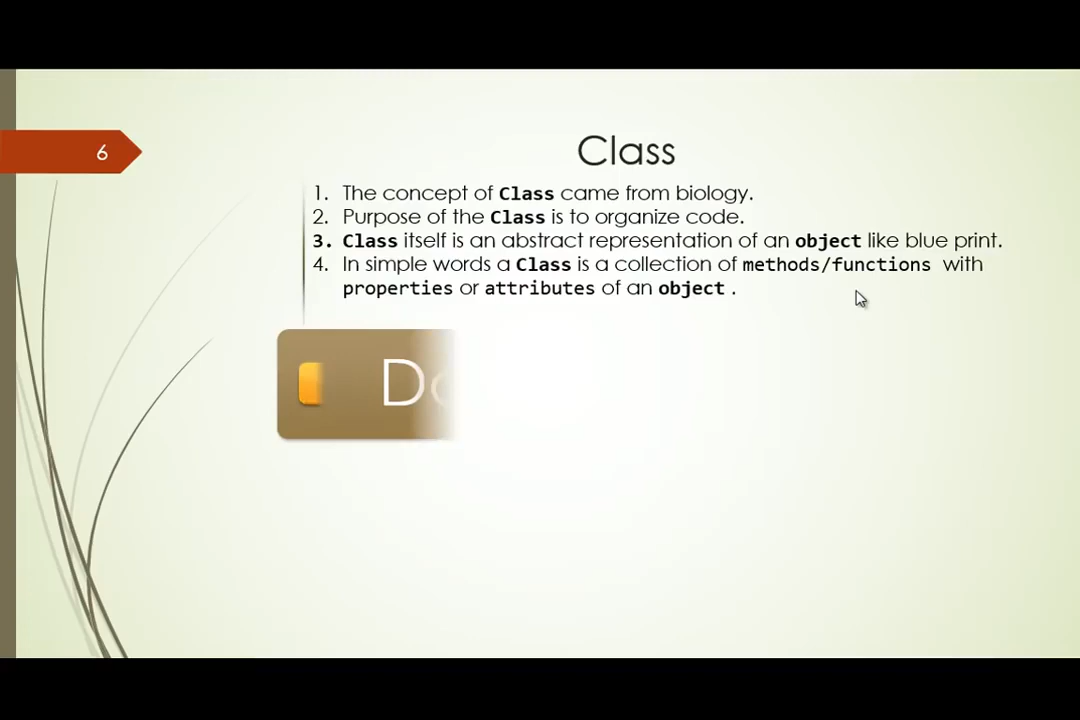 6
Class
1. The concept of Class came from biology.
2. Purpose of the Class is to organize code.
3. Class itself is an abstract representation of an object like blue print.
4. In simple words a Class is a collection of methods/functions with
properties or attributes of an object .